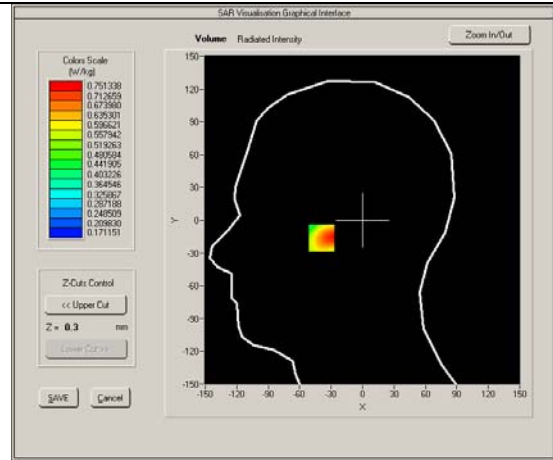 SAR Visualisation Graphical Interface
Volume Radiated Intensity
Zoom In/Out
Colors Scale
(W/kg)
0.751338
0.712659
0.673980
0.635301
0.596621
0.557942
0.519263
0.480584
0.441905
0.403226
0.364546
0.325867
0.287188
0.248509
0.209830
0.171151
150
120
90
60
30
0
-30
-60
-90
-120
-150
Y
-150 -120 -90 -60 -30 0 30 60 90 120 150
X
Z-Cuts Control
<< Upper Cut
Z = 0.3 mm
SAVE Cancel